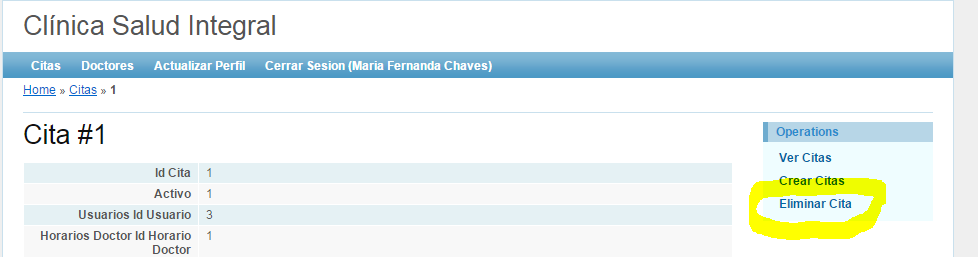 Clínica Salud Integral
Citas Doctores Actualizar Perfil Cerrar Sesion (Maria Fernanda Chaves)
Home » Citas » 1
Cita #1
Id Cita 1
Activo 1
Usuarios Id Usuario 3
Horarios Doctor Id Horario Doctor 1
Operations
Ver Citas
Crear Citas
Eliminar Cita